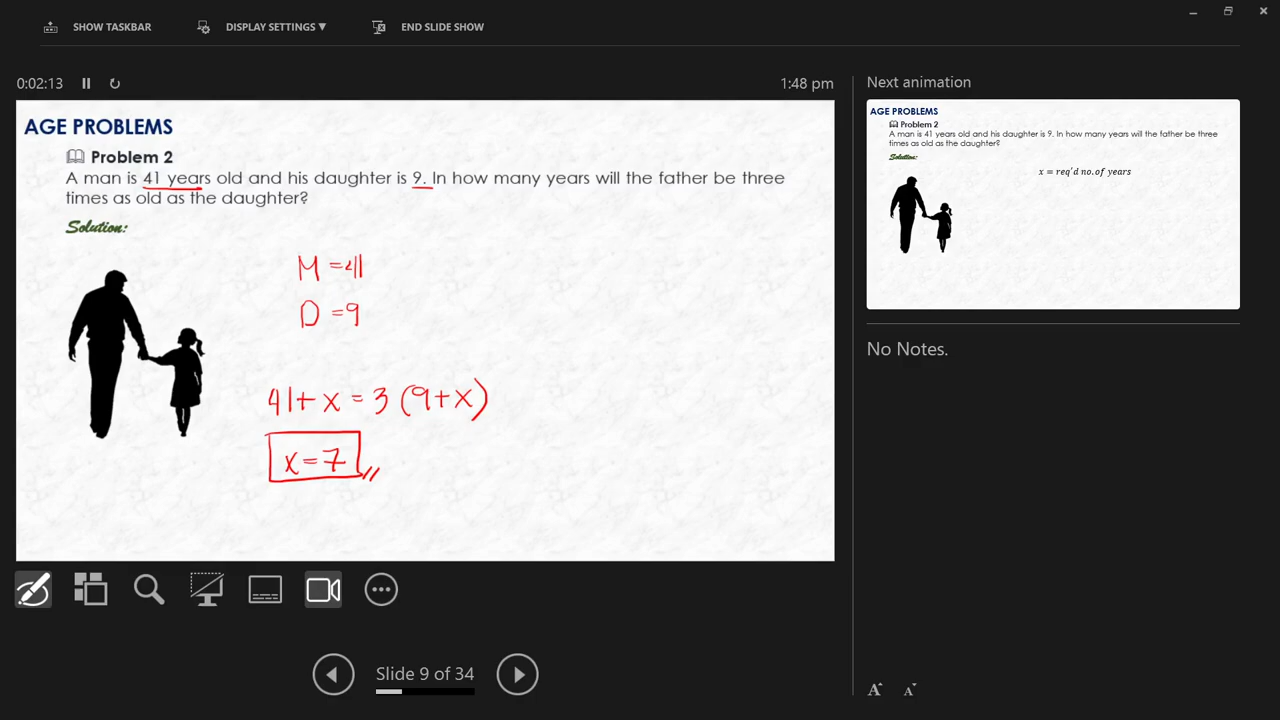 SHOW TASKBAR DISPLAY SETTINGS ▼ END SLIDE SHOW
0:02:13 1:48 pm
AGE PROBLEMS
Problem 2
A man is 41 years old and his daughter is 9. In how many years will the father be three
times as old as the daughter?
Solution:
M = 41
D = 9
41 + x = 3 (9 + x)
x = 7
Slide 9 of 34
Next animation
AGE PROBLEMS
Problem 2
A man is 41 years old and his daughter is 9. In how many years will the father be three
times as old as the daughter?
Solution:
x = req'd no.of years
No Notes.
A A